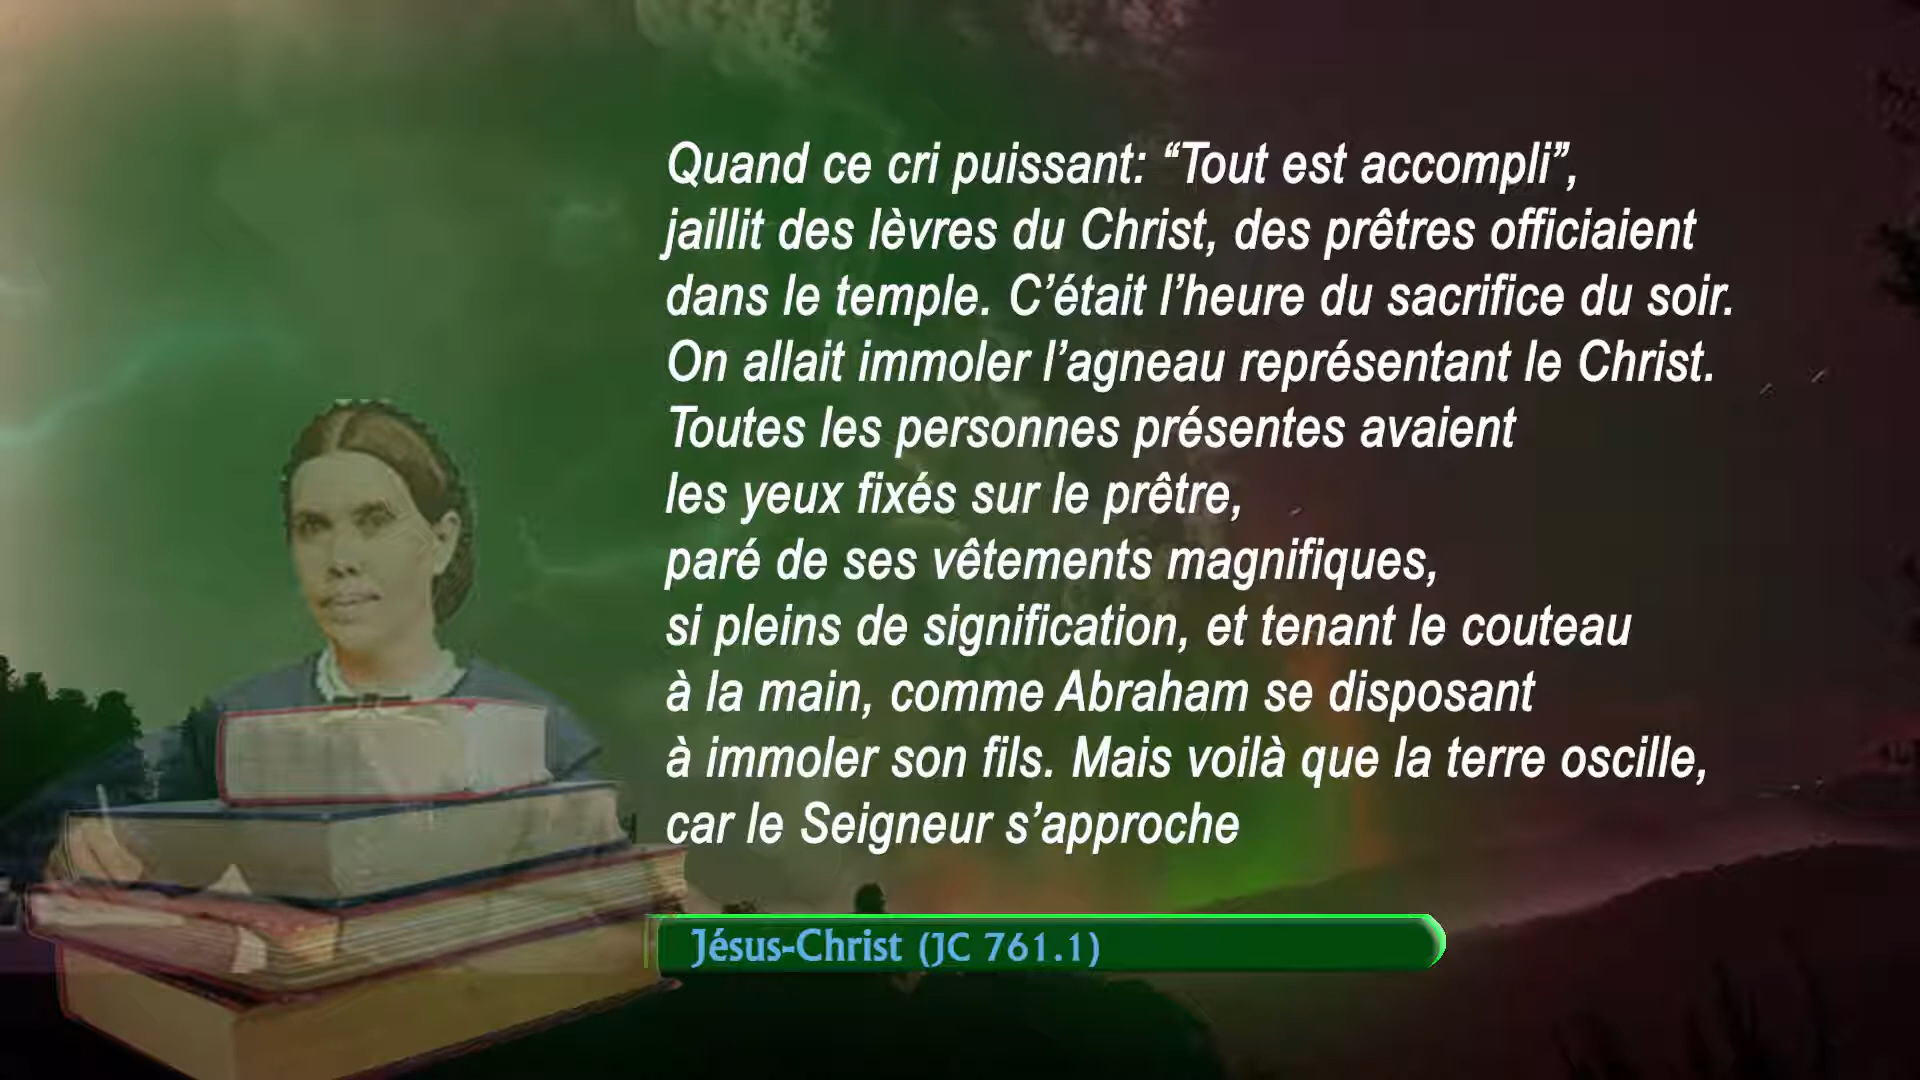 Quand ce cri puissant: “Tout est accompli”,
jaillit des lèvres du Christ, des prêtres officiaient
dans le temple. C’était l’heure du sacrifice du soir.
On allait immoler l’agneau représentant le Christ.
Toutes les personnes présentes avaient
les yeux fixés sur le prêtre,
paré de ses vêtements magnifiques,
si pleins de signification, et tenant le couteau
à la main, comme Abraham se disposant
à immoler son fils. Mais voilà que la terre oscille,
car le Seigneur s’approche
Jésus-Christ (JC 761.1)